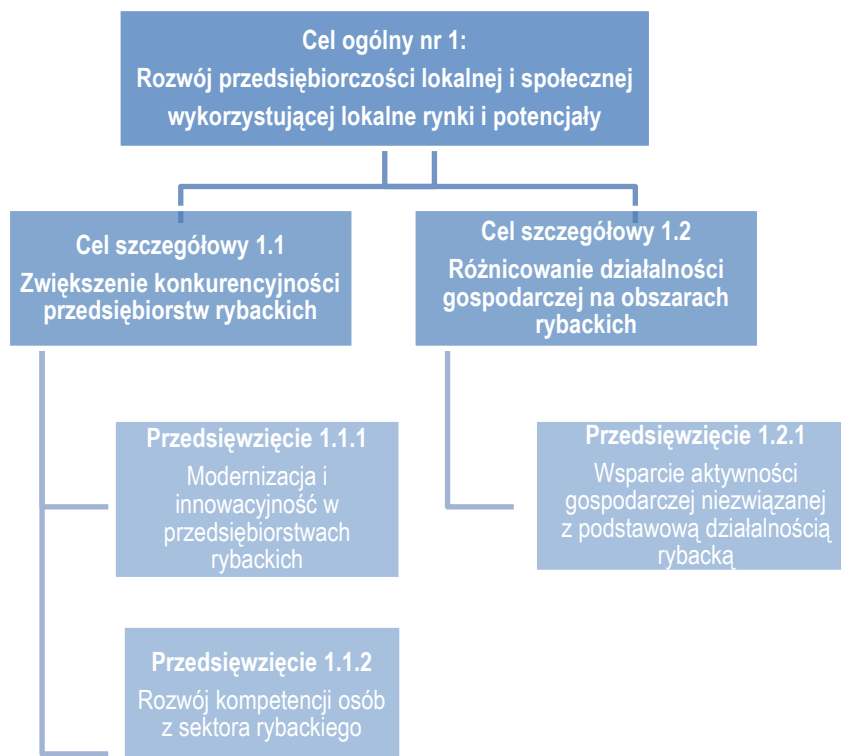 Cel ogólny nr 1:
Rozwój przedsiębiorczości lokalnej i społecznej
wykorzystującej lokalne rynki i potencjały
Cel szczegółowy 1.1
Zwiększenie konkurencyjności
przedsiębiorstw rybackich
Cel szczegółowy 1.2
Różnicowanie działalności
gospodarczej na obszarach
rybackich
Przedsięwzięcie 1.1.1
Modernizacja i
innowacyjność w
przedsiębiorstwach
rybackich
Przedsięwzięcie 1.2.1
Wsparcie aktywności
gospodarczej niezwiązanej
z podstawową działalnością
rybacką
Przedsięwzięcie 1.1.2
Rozwój kompetencji osób
z sektora rybackiego